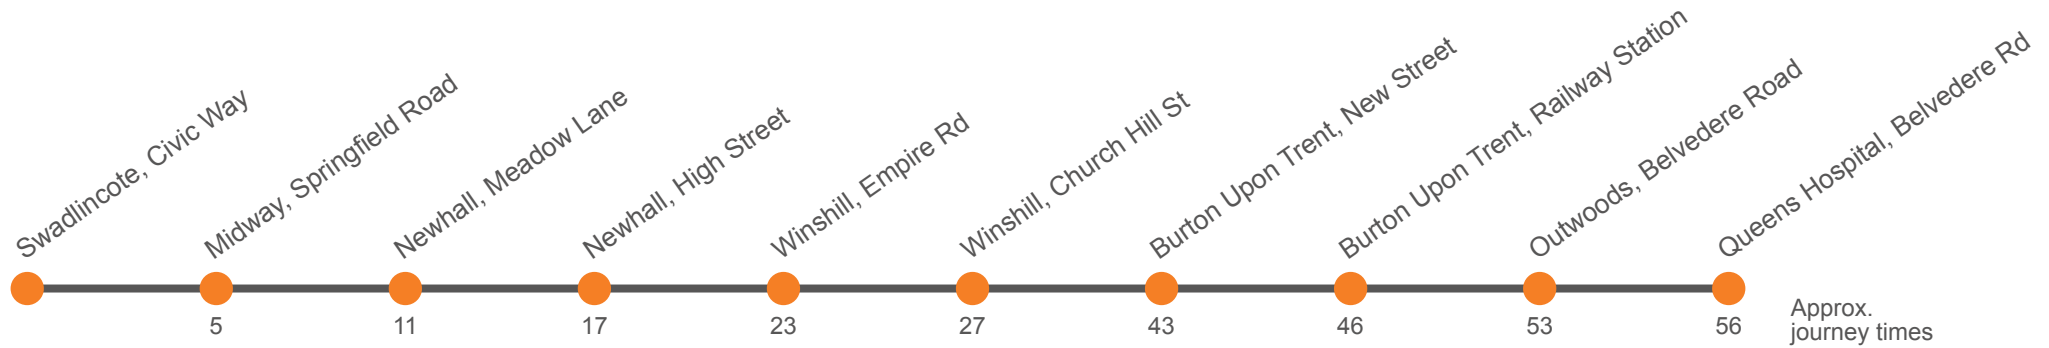 Swadlincote, Civic Way
Midway, Springfield Road
Newhall, Meadow Lane
Newhall, High Street
Winshill, Empire Rd
Winshill, Church Hill St
Burton Upon Trent, New Street
Burton Upon Trent, Railway Station
Outwoods, Belvedere Road
Queens Hospital, Belvedere Rd
5
11
17
23
27
43
46
53
56
Approx.
journey times